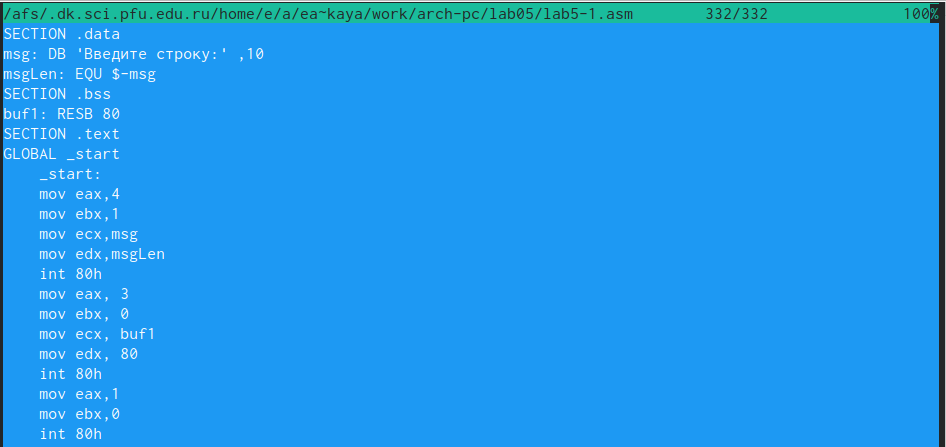 /afs/.dk.sci.pfu.edu.ru/home/e/a/ea~kaya/work/arch-pc/lab05/lab5-1.asm 332/332 100%
SECTION .data
msg: DB 'Введите строку:' ,10
msgLen: EQU $-msg
SECTION .bss
buf1: RESB 80
SECTION .text
GLOBAL _start
    _start:
    mov eax,4
    mov ebx,1
    mov ecx,msg
    mov edx,msgLen
    int 80h
    mov eax, 3
    mov ebx, 0
    mov ecx, buf1
    mov edx, 80
    int 80h
    mov eax,1
    mov ebx,0
    int 80h